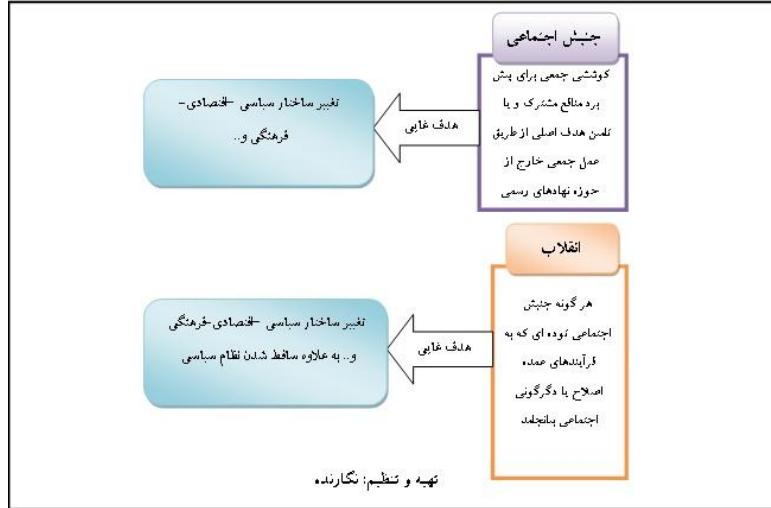 جنبش اجتماعی
کوششی جمعی برای پیش
برد منافع مشترک و یا
تامین هدف اصلی از طریق
عمل جمعی خارج از
حوزه نهادهای رسمی
هدف غایی
تغییر ساختار سیاسی -اقتصادی-
فرهنگی و..
انقلاب
هر گونه جنبش
اجتماعی توده ای که به
فرآیندهای عمده
اصلاح یا دگرگونی
اجتماعی بیانجامد
هدف غایی
تغییر ساختار سیاسی -اقتصادی-فرهنگی
و.. به علاوه ساقط شدن نظام سیاسی
تهیه و تنظیم: نگارنده